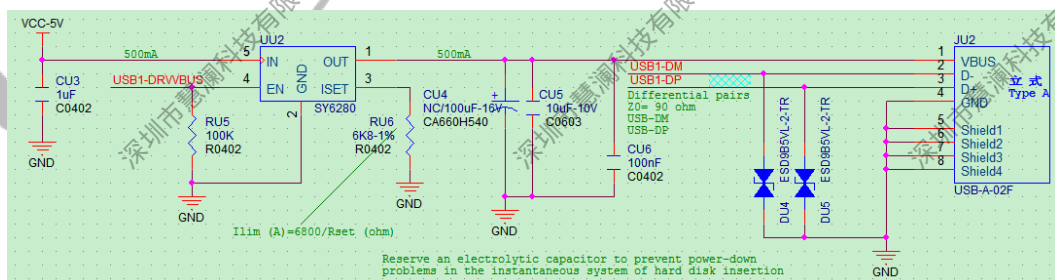 VCC-5V
500mA
UU2
5
IN
OUT
1
500mA
4
EN
ISET
3
GND
2
SY6280
USB1-DRVVBUS
CU3
1uF
C0402
GND
RU5
100K
R0402
GND
RU6
6K8-1%
R0402
GND
Ilim (A)=6800/Rset (ohm)
CU4
NC/100uF-16V
CA660H540
+
CU5
10uF-10V
C0603
GND
CU6
100nF
C0402
Reserve an electrolytic capacitor to prevent power-down
problems in the instantaneous system of hard disk insertion
USB1-DM
USB1-DP
Differential pairs
Z0= 90 ohm
USB-DM
USB-DP
DU4
ESD9B5VL-2-TR
DU5
ESD9B5VL-2-TR
GND
JU2
1
VBUS
2
D-
3
D+
4
GND
立式
Type A
5
Shield1
6
Shield2
7
Shield3
8
Shield4
USB-A-02F
深圳市慧澜科技有限
深圳市慧澜科技有限
深圳市慧澜科技有限